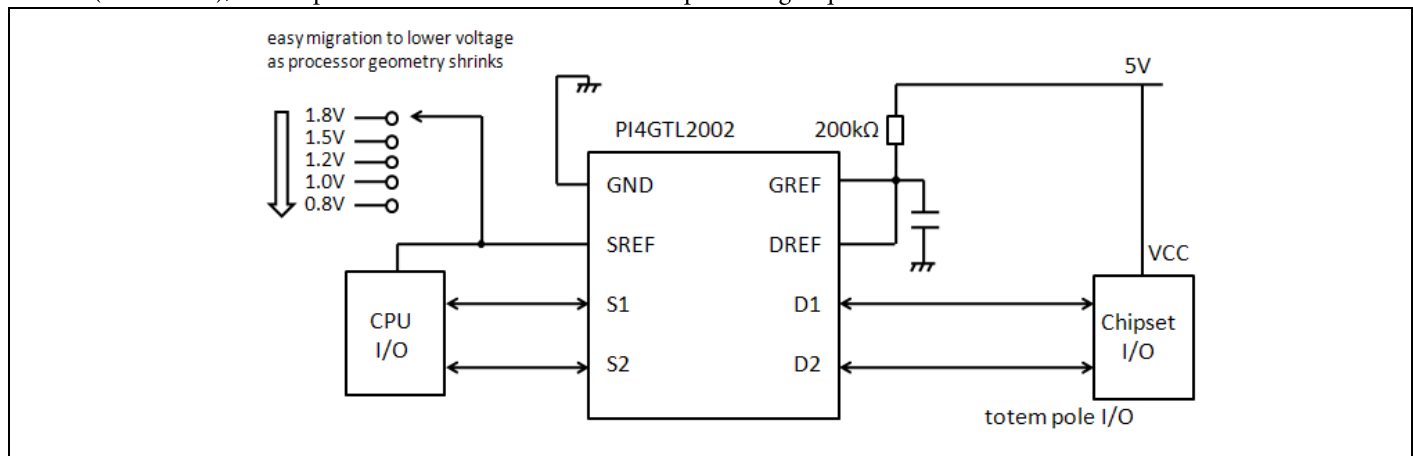 easy migration to lower voltage
as processor geometry shrinks
5V
1.8V
1.5V
1.2V
1.0V
0.8V
PI4GTL2002
200kΩ
GND
GREF
SREF
DREF
VCC
S1
D1
CPU
I/O
Chipset
I/O
S2
D2
totem pole I/O